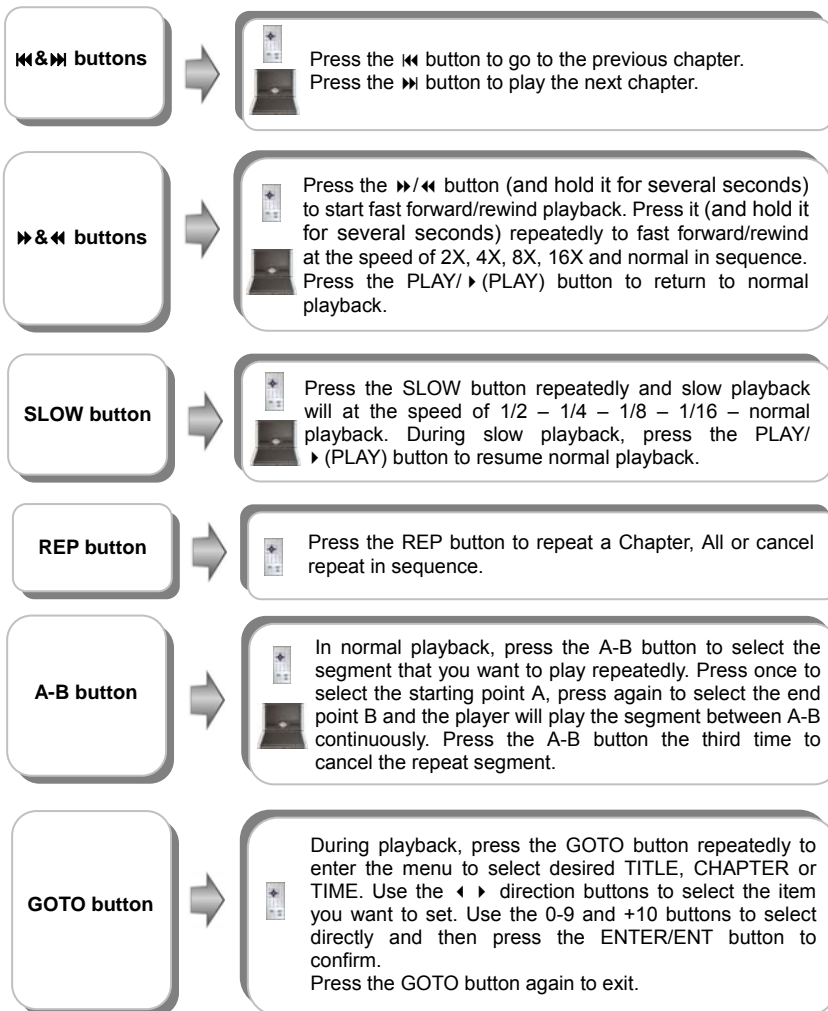 ⏮&⏭ buttons
Press the ⏮ button to go to the previous chapter.
Press the ⏭ button to play the next chapter.
⏩&⏪ buttons
Press the ⏩/⏪ button (and hold it for several seconds)
to start fast forward/rewind playback. Press it (and hold it
for several seconds) repeatedly to fast forward/rewind
at the speed of 2X, 4X, 8X, 16X and normal in sequence.
Press the PLAY/ ▶ (PLAY) button to return to normal
playback.
SLOW button
Press the SLOW button repeatedly and slow playback
will at the speed of 1/2 – 1/4 – 1/8 – 1/16 – normal
playback. During slow playback, press the PLAY/
▶ (PLAY) button to resume normal playback.
REP button
Press the REP button to repeat a Chapter, All or cancel
repeat in sequence.
A-B button
In normal playback, press the A-B button to select the
segment that you want to play repeatedly. Press once to
select the starting point A, press again to select the end
point B and the player will play the segment between A-B
continuously. Press the A-B button the third time to
cancel the repeat segment.
GOTO button
During playback, press the GOTO button repeatedly to
enter the menu to select desired TITLE, CHAPTER or
TIME. Use the ◀ ▶ direction buttons to select the item
you want to set. Use the 0-9 and +10 buttons to select
directly and then press the ENTER/ENT button to
confirm.
Press the GOTO button again to exit.